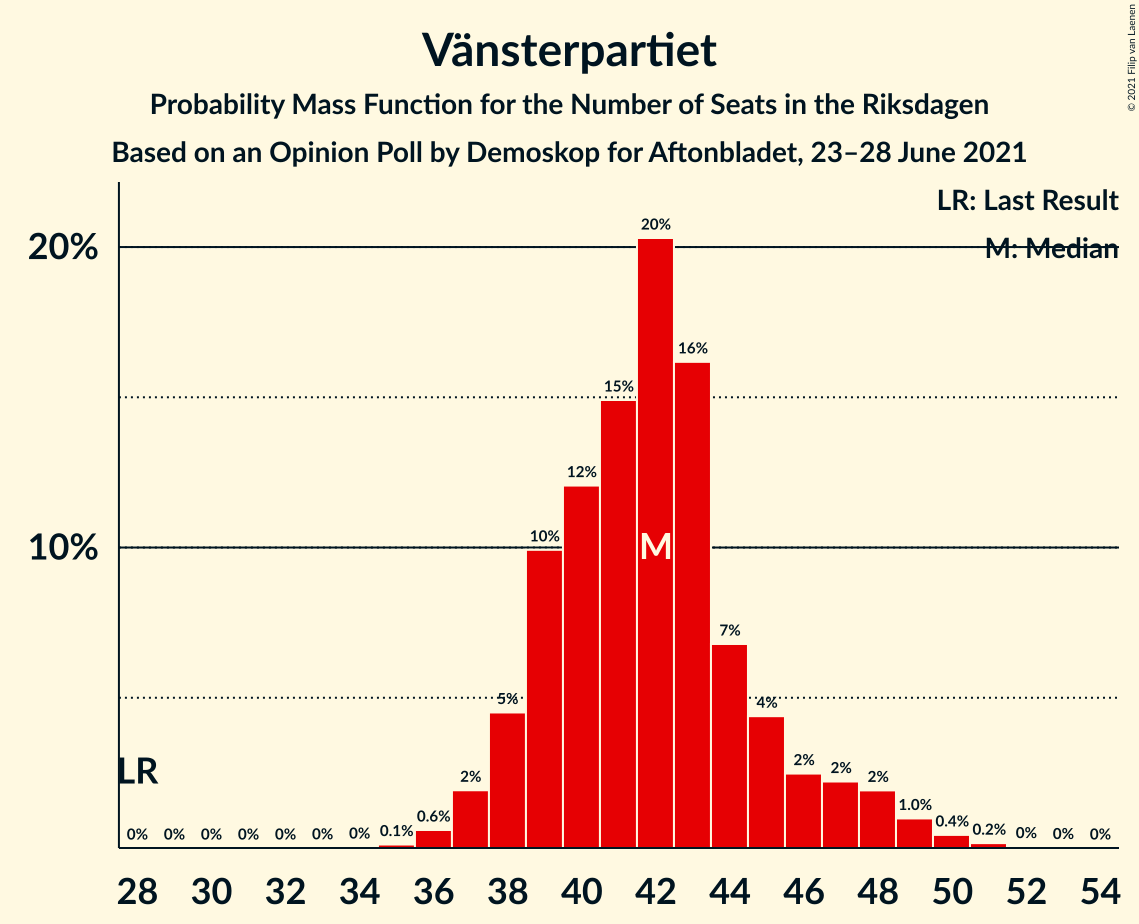 Vänsterpartiet
Probability Mass Function for the Number of Seats in the Riksdagen
Based on an Opinion Poll by Demoskop for Aftonbladet, 23–28 June 2021
© 2021 Filip van Laenen
LR: Last Result
M: Median
20%
10%
20%
16%
15%
12%
10%
M
7%
5%
4%
LR
2%
2%
2%
2%
1.0%
0.6%
0.4%
0.1%
0.2%
0% 0% 0% 0% 0% 0% 0% 0% 0% 0%
28 30 32 34 36 38 40 42 44 46 48 50 52 54